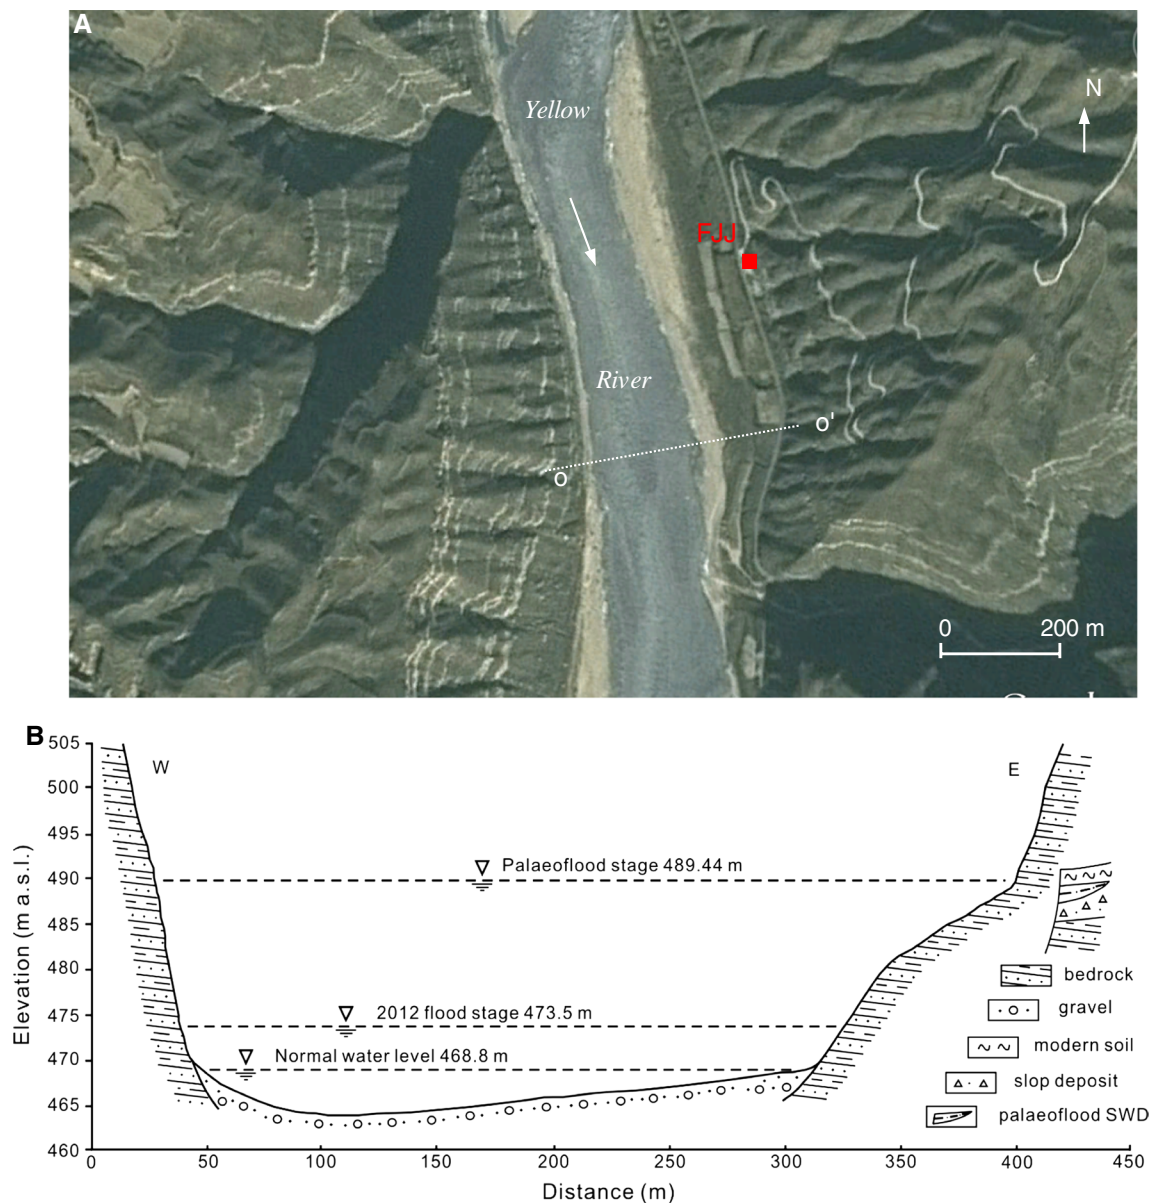 A
Yellow
N
FJJ
River
O'
O
0 200 m
B
505
500
495
490
485
480
475
470
465
460
Elevation (m a.s.l.)
W
E
Palaeoflood stage 489.44 m
2012 flood stage 473.5 m
Normal water level 468.8 m
bedrock
gravel
modern soil
slop deposit
palaeoflood SWD
0 50 100 150 200 250 300 350 400 450
Distance (m)